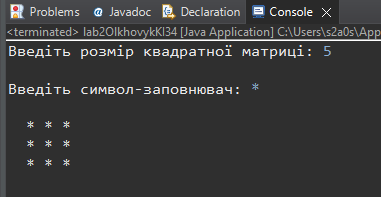 Problems Javadoc Declaration Console
<terminated> lab2OlkhovykKI34 [Java Application] C:\Users\s2a0s\App
Введіть розмір квадратної матриці: 5
Введіть символ-заповнювач: *
* * *
* * *
* * *